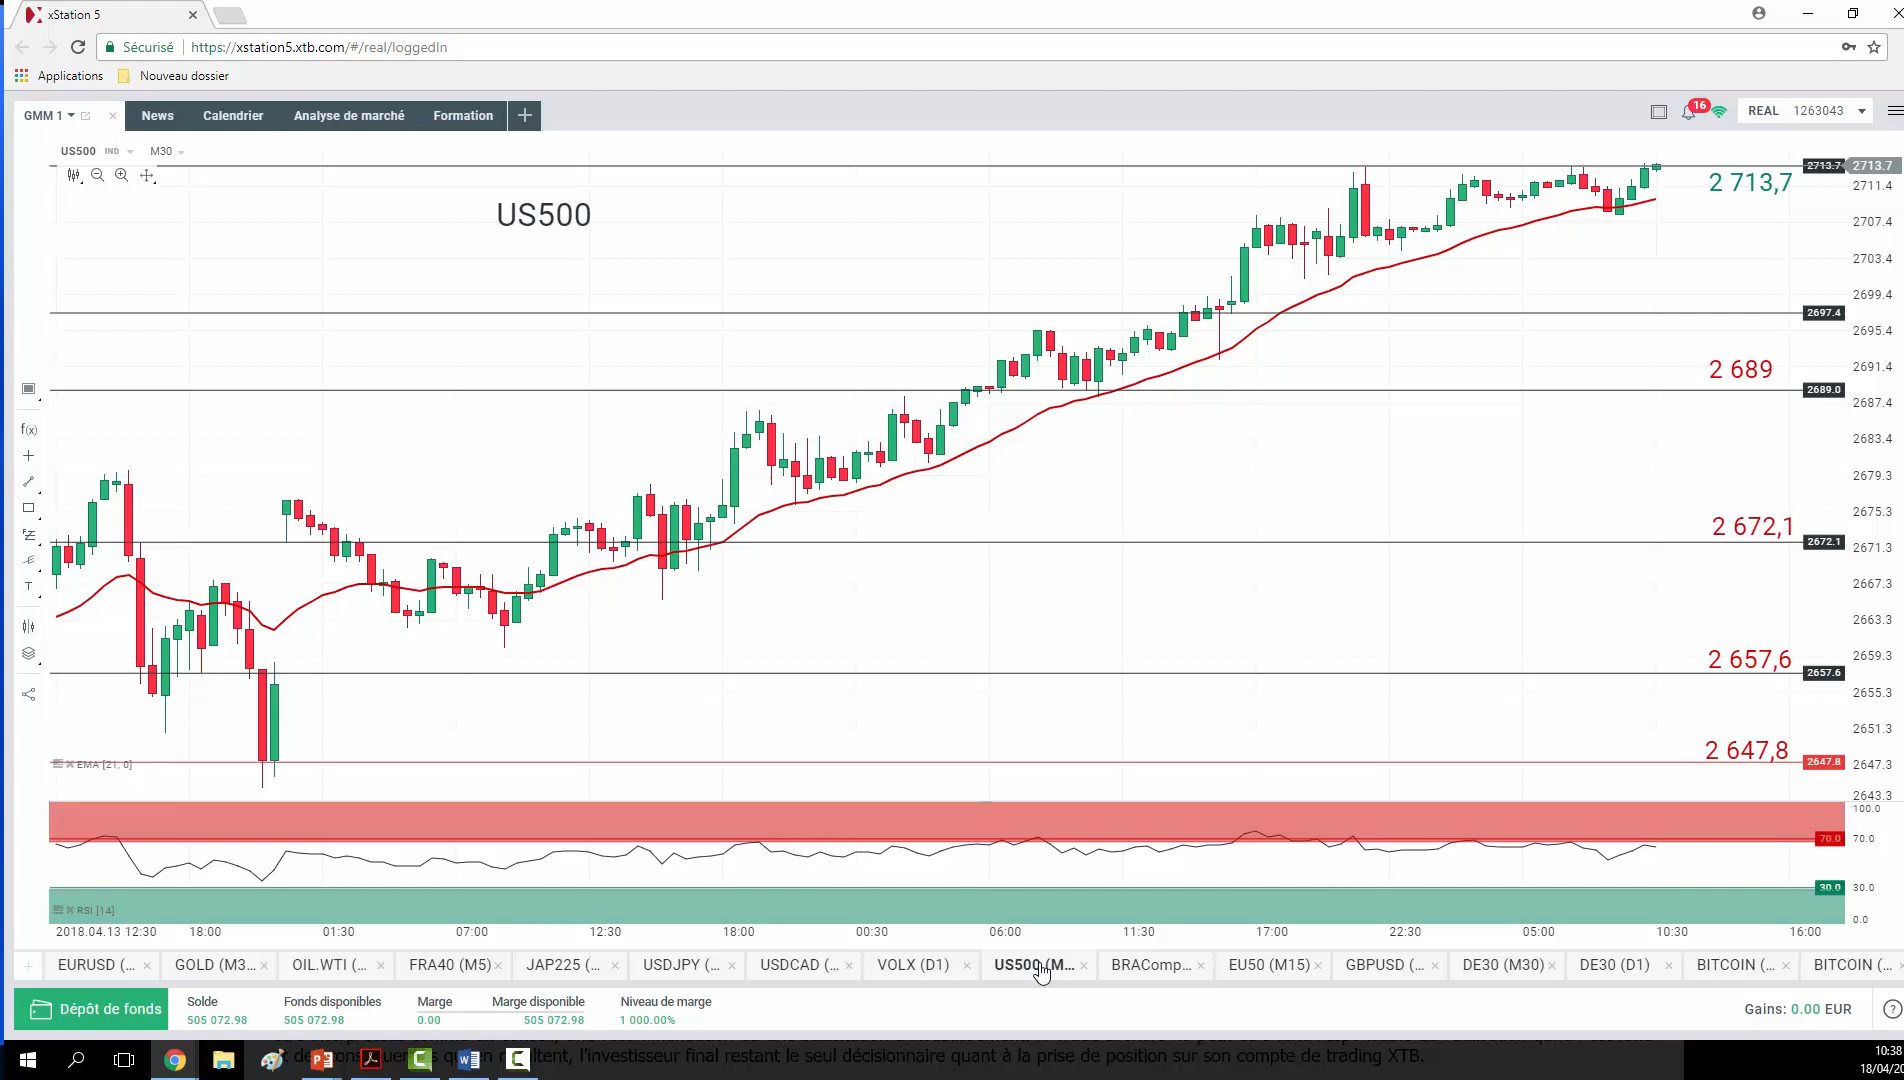 xStation 5
Sécurisé https://xstation5.xtb.com/#/real/loggedIn
Applications Nouveau dossier
GMM 1 News Calendrier Analyse de marché Formation 16 REAL 1263043
US500 IND M30
US500
2713.7 2713.7
2 713,7
2711.4
2707.4
2703.4
2699.4
2697.4
2695.4
2 689 2691.4
2689.0
2687.4
2683.4
2679.3
2675.3
2 672,1
2672.1 2671.3
2667.3
2663.3
2 657,6 2659.3
2657.6
2655.3
2651.3
2 647,8
EMA [21, 0] 2647.8 2647.3
2643.3
f(x)
T
100.0
70.0 70.0
30.0 30.0
RSI [14]
0.0
2018.04.13 12:30 18:00 01:30 07:00 12:30 18:00 00:30 06:00 11:30 17:00 22:30 05:00 10:30 16:00
EURUSD (... GOLD (M3... OIL.WTI (... FRA40 (M5) JAP225 (... USDJPY (... USDCAD (... VOLX (D1) US500 (M... BRAComp... EU50 (M15) GBPUSD (... DE30 (M30) DE30 (D1) BITCOIN (... BITCOIN (...
Dépôt de fonds
Solde Fonds disponibles Marge Marge disponible Niveau de marge
505 072.98 505 072.98 0.00 505 072.98 1 000.00%
Gains: 0.00 EUR
l'investisseur final restant le seul décisionnaire quant à la prise de position sur son compte de trading XTB.
10:38
18/04/20